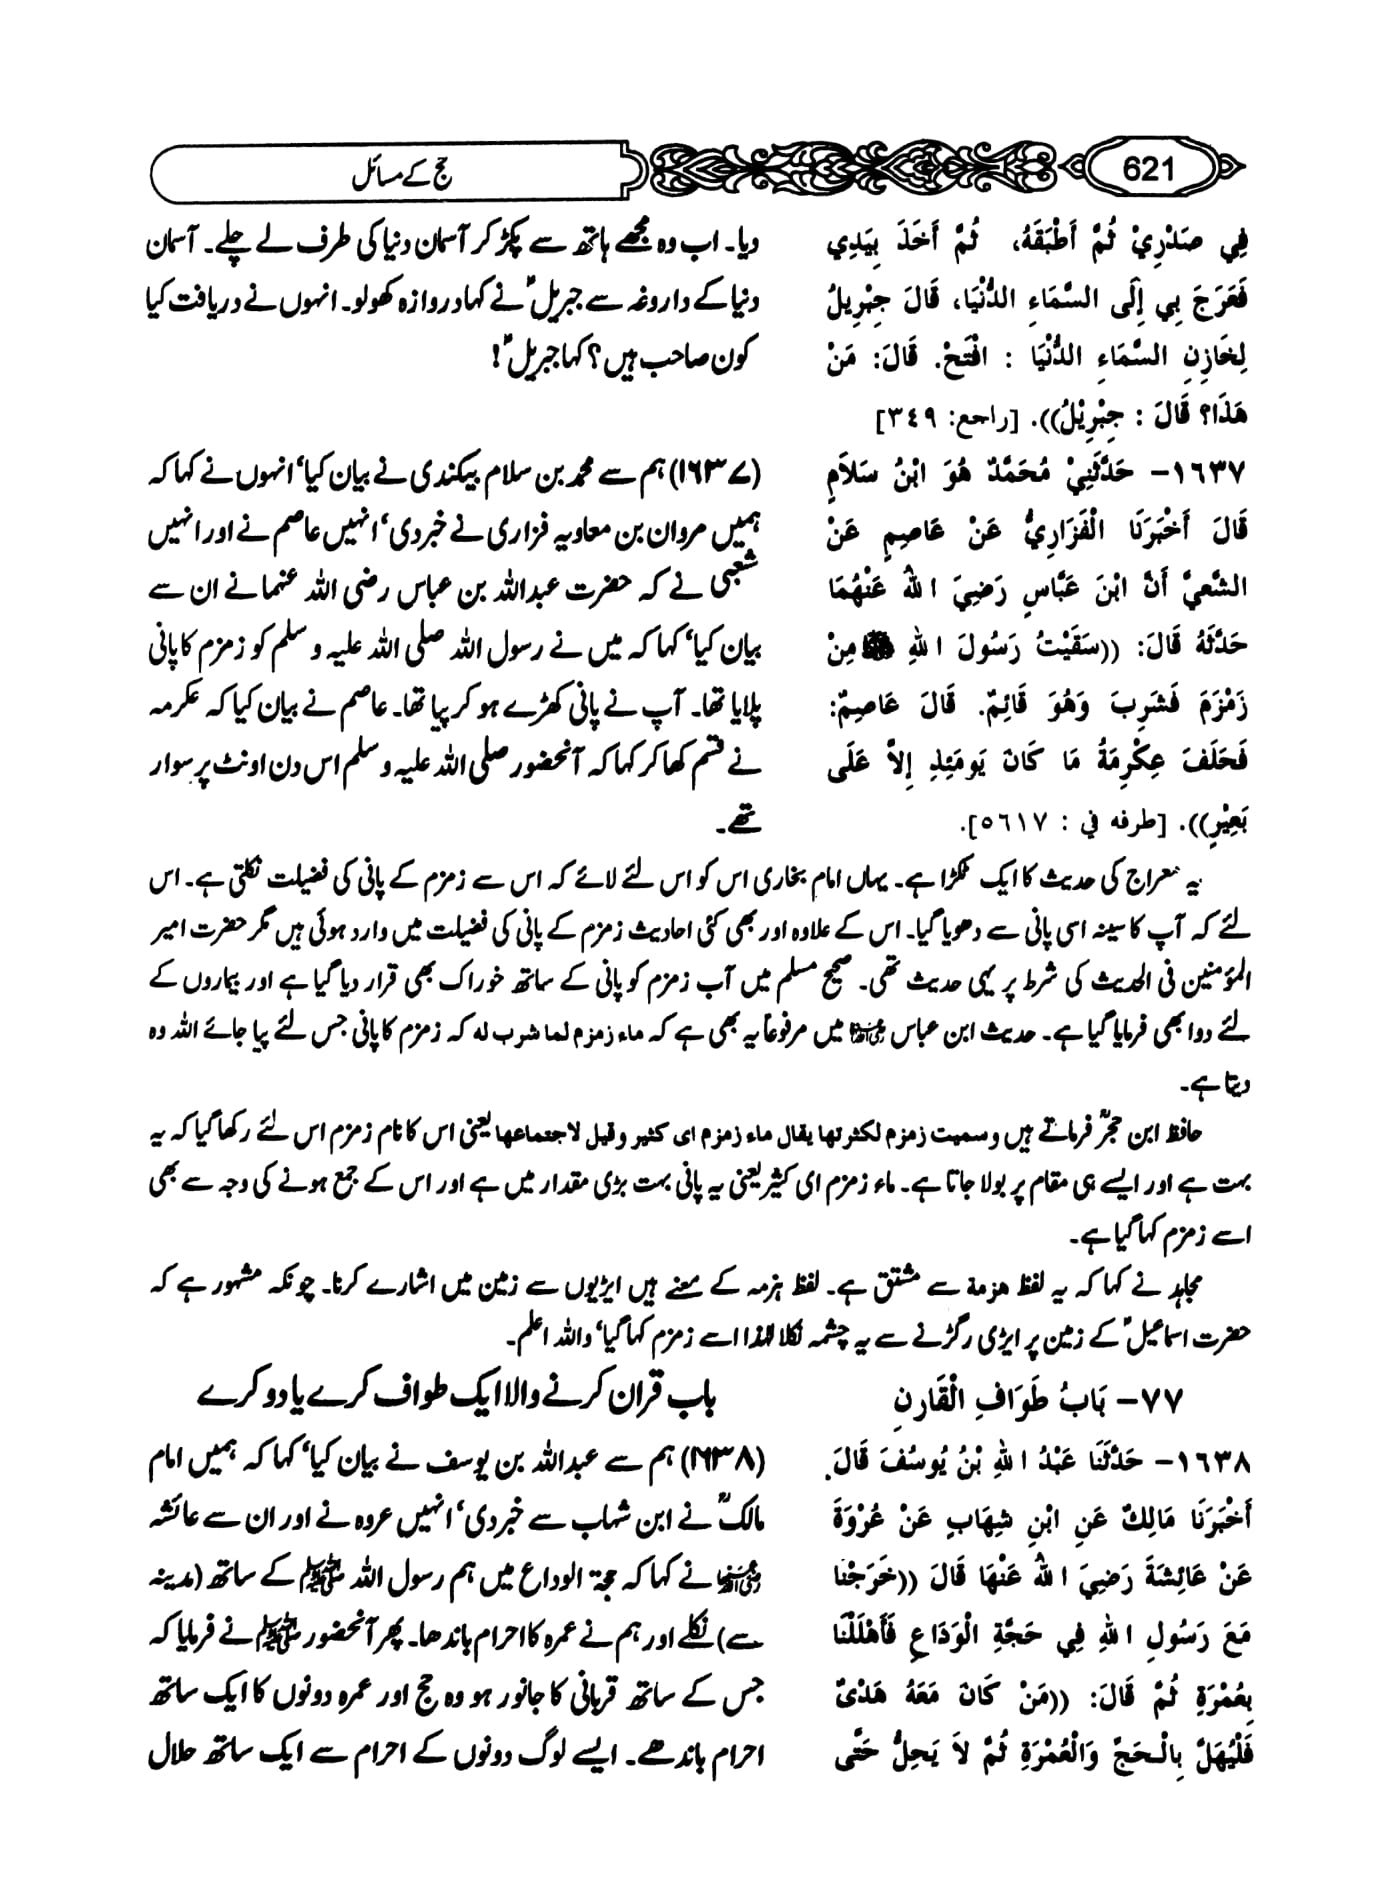 621
حج کے مسائل
فِي صَدْرِيْ ثُمَّ أَطْبَقَهُ، ثُمَّ أَخَذَ بِيَدِي
فَعَرَجَ بِي إِلَى السَّمَاءِ الدُّنْيَا، قَالَ جِبْرِيلُ
لِخَازِنِ السَّمَاءِ الدُّنْيَا : افْتَحْ. قَالَ: مَنْ
هَذَا؟ قَالَ : جِبْرِيْلُ)). [راجع: ٣٤٩]
دیا۔ اب وہ مجھے ہاتھ سے پکڑ کر آسمان دنیا کی طرف لے چلے۔ آسمان
دنیا کے داروغہ سے جبریلؑ نے کہا دروازہ کھولو۔ انہوں نے دریافت کیا
کون صاحب ہیں؟ کہا جبریلؑ!
١٦٣٧- حَدَّثَنِيْ مُحَمَّدٌ هُوَ ابْنُ سَلاَمٍ
قَالَ أَخْبَرَنَا الْفَزَارِيُّ عَنْ عَاصِمٍ عَنْ
الشَّعبِيِّ أَنَّ ابْنَ عَبَّاسٍ رَضِيَ اللهُ عَنْهُمَا
حَدَّثَهُ قَالَ: ((سَقَيْتُ رَسُولَ اللهِ ﷺ مِنْ
زَمْزَمَ فَشَرِبَ وَهُوَ قَائِمٌ. قَالَ عَاصِمٌ:
فَحَلَفَ عِكْرِمَةُ مَا كَانَ يَومَئِذٍ إِلاَّ عَلَى
بَعِيْرٍ)). [طرفه في : ٥٦١٧].
(۱۶۳۷) ہم سے محمد بن سلام بیکندی نے بیان کیا‘ انہوں نے کہا کہ
ہمیں مروان بن معاویہ فزاری نے خبر دی‘ انہیں عاصم نے اور انہیں
شعبی نے کہ حضرت عبداللہ بن عباس رضی اللہ عنہما نے ان سے
بیان کیا‘ کہا کہ میں نے رسول اللہ صلی اللہ علیہ و سلم کو زمزم کا پانی
پلایا تھا۔ آپ نے پانی کھڑے ہو کر پیا تھا۔ عاصم نے بیان کیا کہ عکرمہ
نے قسم کھا کر کہا کہ آنحضور صلی اللہ علیہ و سلم اس دن اونٹ پر سوار
تھے۔
یہ معراج کی حدیث کا ایک ٹکڑا ہے۔ یہاں امام بخاری اس کو اس لئے لائے کہ اس سے زمزم کے پانی کی فضیلت نکلتی ہے۔ اس
لئے کہ آپ کا سینہ اسی پانی سے دھویا گیا۔ اس کے علاوہ اور بھی کئی احادیث زمزم کے پانی کی فضیلت میں وارد ہوئی ہیں مگر حضرت امیر
المؤمنین فی الحدیث کی شرط پر یہی حدیث تھی۔ صحیح مسلم میں آب زمزم کو پانی کے ساتھ خوراک بھی قرار دیا گیا ہے اور بیماروں کے
لئے دوا بھی فرمایا گیا ہے۔ حدیث ابن عباس رضی اللہ عنہما میں مرفوعاً یہ بھی ہے کہ ماء زمزم لما شرب له کہ زمزم کا پانی جس لئے پیا جائے اللہ وہ
دیتا ہے۔
حافظ ابن حجرؒ فرماتے ہیں وسمیت زمزم لکثرتها یقال ماء زمزم ای کثیر وقیل لاجتماعها یعنی اس کا نام زمزم اس لئے رکھا گیا کہ یہ
بہت ہے اور ایسے ہی مقام پر بولا جاتا ہے۔ ماء زمزم ای کثیر یعنی یہ پانی بہت بڑی مقدار میں ہے اور اس کے جمع ہونے کی وجہ سے بھی
اسے زمزم کہا گیا ہے۔
مجاہد نے کہا کہ یہ لفظ هزمة سے مشتق ہے۔ لفظ ہزمہ کے معنے ہیں ایڑیوں سے زمین میں اشارے کرنا۔ چونکہ مشہور ہے کہ
حضرت اسماعیلؑ کے زمین پر ایڑی رگڑنے سے یہ چشمہ نکلا لہٰذا اسے زمزم کہا گیا‘ واللہ اعلم۔
٧٧- بَابُ طَوَافِ الْقَارِنِ
باب قران کرنے والا ایک طواف کرے یا دو کرے
١٦٣٨- حَدَّثَنَا عَبْدُ اللهِ بْنُ يُوسُفَ قَالَ
أَخْبَرَنَا مَالِكٌ عَنِ ابْنِ شِهَابٍ عَنْ عُرْوَةَ
عَنْ عَائِشَةَ رَضِيَ اللهُ عَنْهَا قَالَ ((خَرَجْنَا
مَعَ رَسُولِ اللهِ فِي حَجَّةِ الْوَدَاعِ فَأَهْلَلْنَا
بِعُمْرَةٍ ثُمَّ قَالَ: ((مَنْ كَانَ مَعَهُ هَدْىٌ
فَلْيُهِلَّ بِالْحَجِّ وَالْعُمْرَةِ ثُمَّ لاَ يَحِلُّ حَتَّى
(۱۶۳۸) ہم سے عبداللہ بن یوسف نے بیان کیا‘ کہا کہ ہمیں امام
مالکؒ نے ابن شہاب سے خبر دی‘ انہیں عروہ نے اور ان سے عائشہ
رضی اللہ عنہا نے کہا کہ حجۃ الوداع میں ہم رسول اللہ ﷺ کے ساتھ (مدینہ
سے) نکلے اور ہم نے عمرہ کا احرام باندھا۔ پھر آنحضور ﷺ نے فرمایا کہ
جس کے ساتھ قربانی کا جانور ہو وہ حج اور عمرہ دونوں کا ایک ساتھ
احرام باندھے۔ ایسے لوگ دونوں کے احرام سے ایک ساتھ حلال